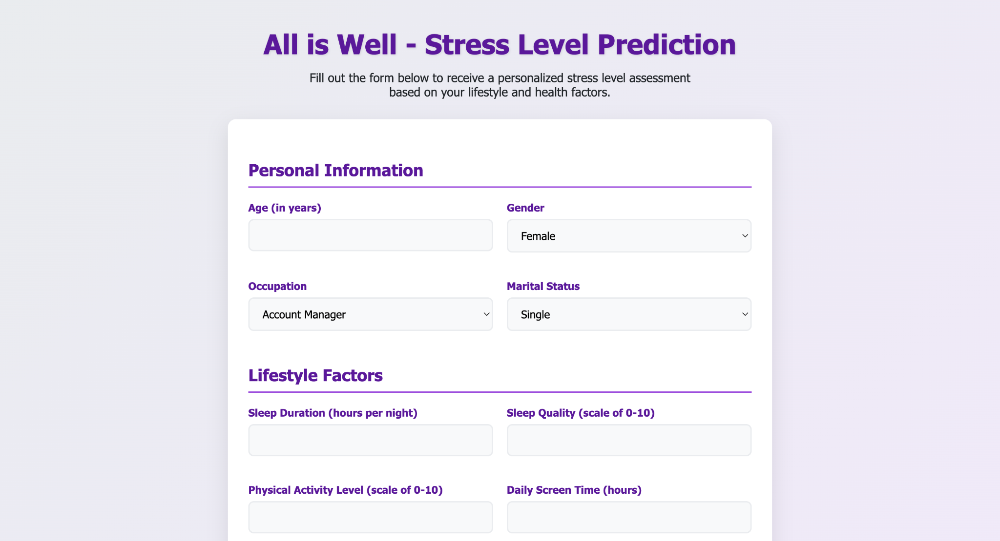 All is Well - Stress Level Prediction
Fill out the form below to receive a personalized stress level assessment
based on your lifestyle and health factors.
Personal Information
Age (in years)
Gender
Female
Occupation
Marital Status
Account Manager
Single
Lifestyle Factors
Sleep Duration (hours per night)
Sleep Quality (scale of 0-10)
Physical Activity Level (scale of 0-10)
Daily Screen Time (hours)